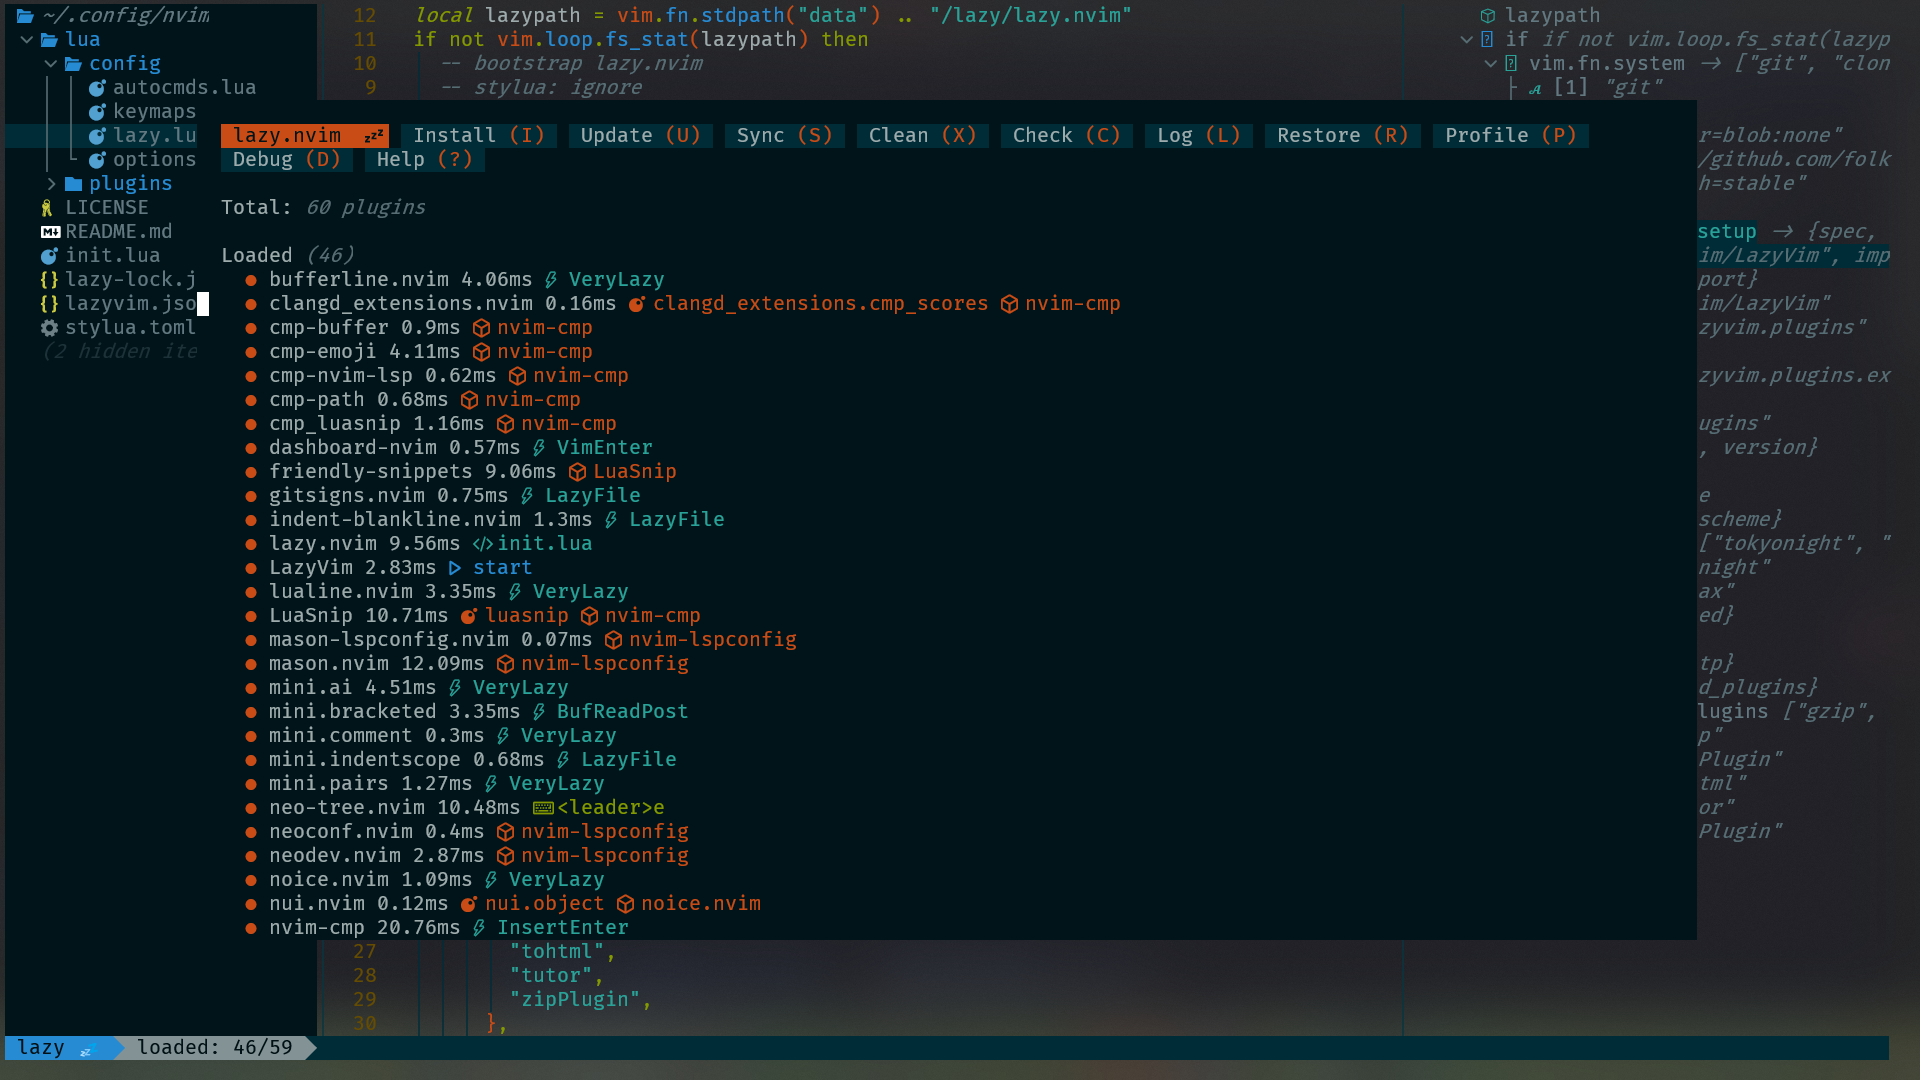 ~/.config/nvim
lua
config
autocmds.lua
keymaps
lazy.lu
options
plugins
LICENSE
README.md
init.lua
lazy-lock.j
lazyvim.jso
stylua.toml
(2 hidden ite
12 local lazypath = vim.fn.stdpath("data") .. "/lazy/lazy.nvim"
11 if not vim.loop.fs_stat(lazypath) then
10 -- bootstrap lazy.nvim
9 -- stylua: ignore
lazy.nvim zzz Install (I) Update (U) Sync (S) Clean (X) Check (C) Log (L) Restore (R) Profile (P)
Debug (D) Help (?)
Total: 60 plugins
Loaded (46)
● bufferline.nvim 4.06ms VeryLazy
● clangd_extensions.nvim 0.16ms clangd_extensions.cmp_scores nvim-cmp
● cmp-buffer 0.9ms nvim-cmp
● cmp-emoji 4.11ms nvim-cmp
● cmp-nvim-lsp 0.62ms nvim-cmp
● cmp-path 0.68ms nvim-cmp
● cmp_luasnip 1.16ms nvim-cmp
● dashboard-nvim 0.57ms VimEnter
● friendly-snippets 9.06ms LuaSnip
● gitsigns.nvim 0.75ms LazyFile
● indent-blankline.nvim 1.3ms LazyFile
● lazy.nvim 9.56ms </> init.lua
● LazyVim 2.83ms start
● lualine.nvim 3.35ms VeryLazy
● LuaSnip 10.71ms luasnip nvim-cmp
● mason-lspconfig.nvim 0.07ms nvim-lspconfig
● mason.nvim 12.09ms nvim-lspconfig
● mini.ai 4.51ms VeryLazy
● mini.bracketed 3.35ms BufReadPost
● mini.comment 0.3ms VeryLazy
● mini.indentscope 0.68ms LazyFile
● mini.pairs 1.27ms VeryLazy
● neo-tree.nvim 10.48ms <leader>e
● neoconf.nvim 0.4ms nvim-lspconfig
● neodev.nvim 2.87ms nvim-lspconfig
● noice.nvim 1.09ms VeryLazy
● nui.nvim 0.12ms nui.object noice.nvim
● nvim-cmp 20.76ms InsertEnter
27 "tohtml",
28 "tutor",
29 "zipPlugin",
30 },
lazypath
if if not vim.loop.fs_stat(lazyp
vim.fn.system -> ["git", "clon
[1] "git"
r=blob:none"
/github.com/folk
h=stable"
setup -> {spec,
im/LazyVim", imp
port}
im/LazyVim"
zyvim.plugins"
zyvim.plugins.ex
ugins"
, version}
e
scheme}
["tokyonight", "
night"
ax"
ed}
tp}
d_plugins}
lugins ["gzip",
p"
Plugin"
tml"
or"
Plugin"
lazy zzz loaded: 46/59